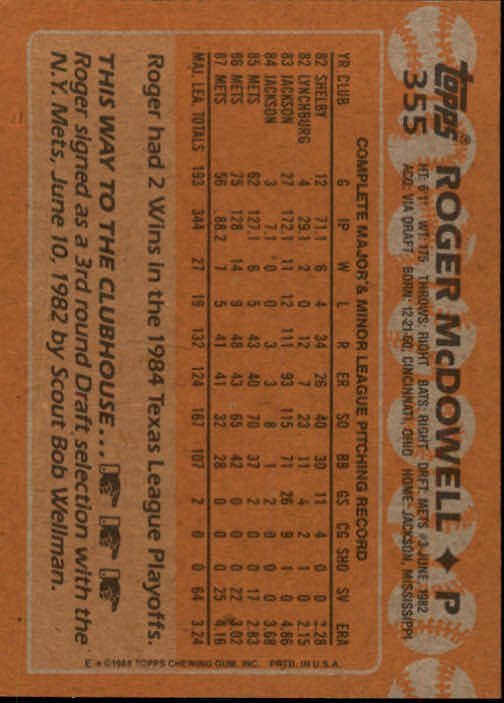 topps®
355
ROGER McDOWELL ◆ P
HT: 6'1" WT: 175 THROWS: RIGHT BATS: RIGHT DRAFT: METS #3-JUNE, 1982
ACQ: VIA DRAFT BORN: 12-21-60, CINCINNATI, OHIO HOME: JACKSON, MISSISSIPPI
COMPLETE MAJOR & MINOR LEAGUE PITCHING RECORD
YR CLUB G IP W L R ER SO BB GS CG SHO SV ERA
82 SHELBY 12 71.1 6 4 34 26 40 30 11 4 0 0 3.28
82 LYNCHBURG 4 29.1 2 0 12 7 23 11 4 2 1 0 2.15
83 JACKSON 27 172.1 11 12 111 93 115 71 26 9 1 0 4.86
84 JACKSON 3 7.1 0 0 3 3 8 1 2 0 0 0 3.68
85 METS 62 127.1 6 5 43 40 70 37 2 0 0 17 2.83
86 METS 75 128 14 9 48 43 65 42 0 0 0 22 3.02
87 METS 56 88.2 7 5 41 41 32 28 0 0 0 25 4.16
MAJ. LEA. TOTALS 193 344 27 19 132 124 167 107 2 0 0 64 3.24
Roger had 2 Wins in the 1984 Texas League Playoffs.
THIS WAY TO THE CLUBHOUSE...
Roger signed as a 3rd round Draft selection with the
N.Y. Mets, June 10, 1982 by Scout Bob Wellman.
©1988 TOPPS CHEWING GUM, INC. PRTD. IN U.S.A.